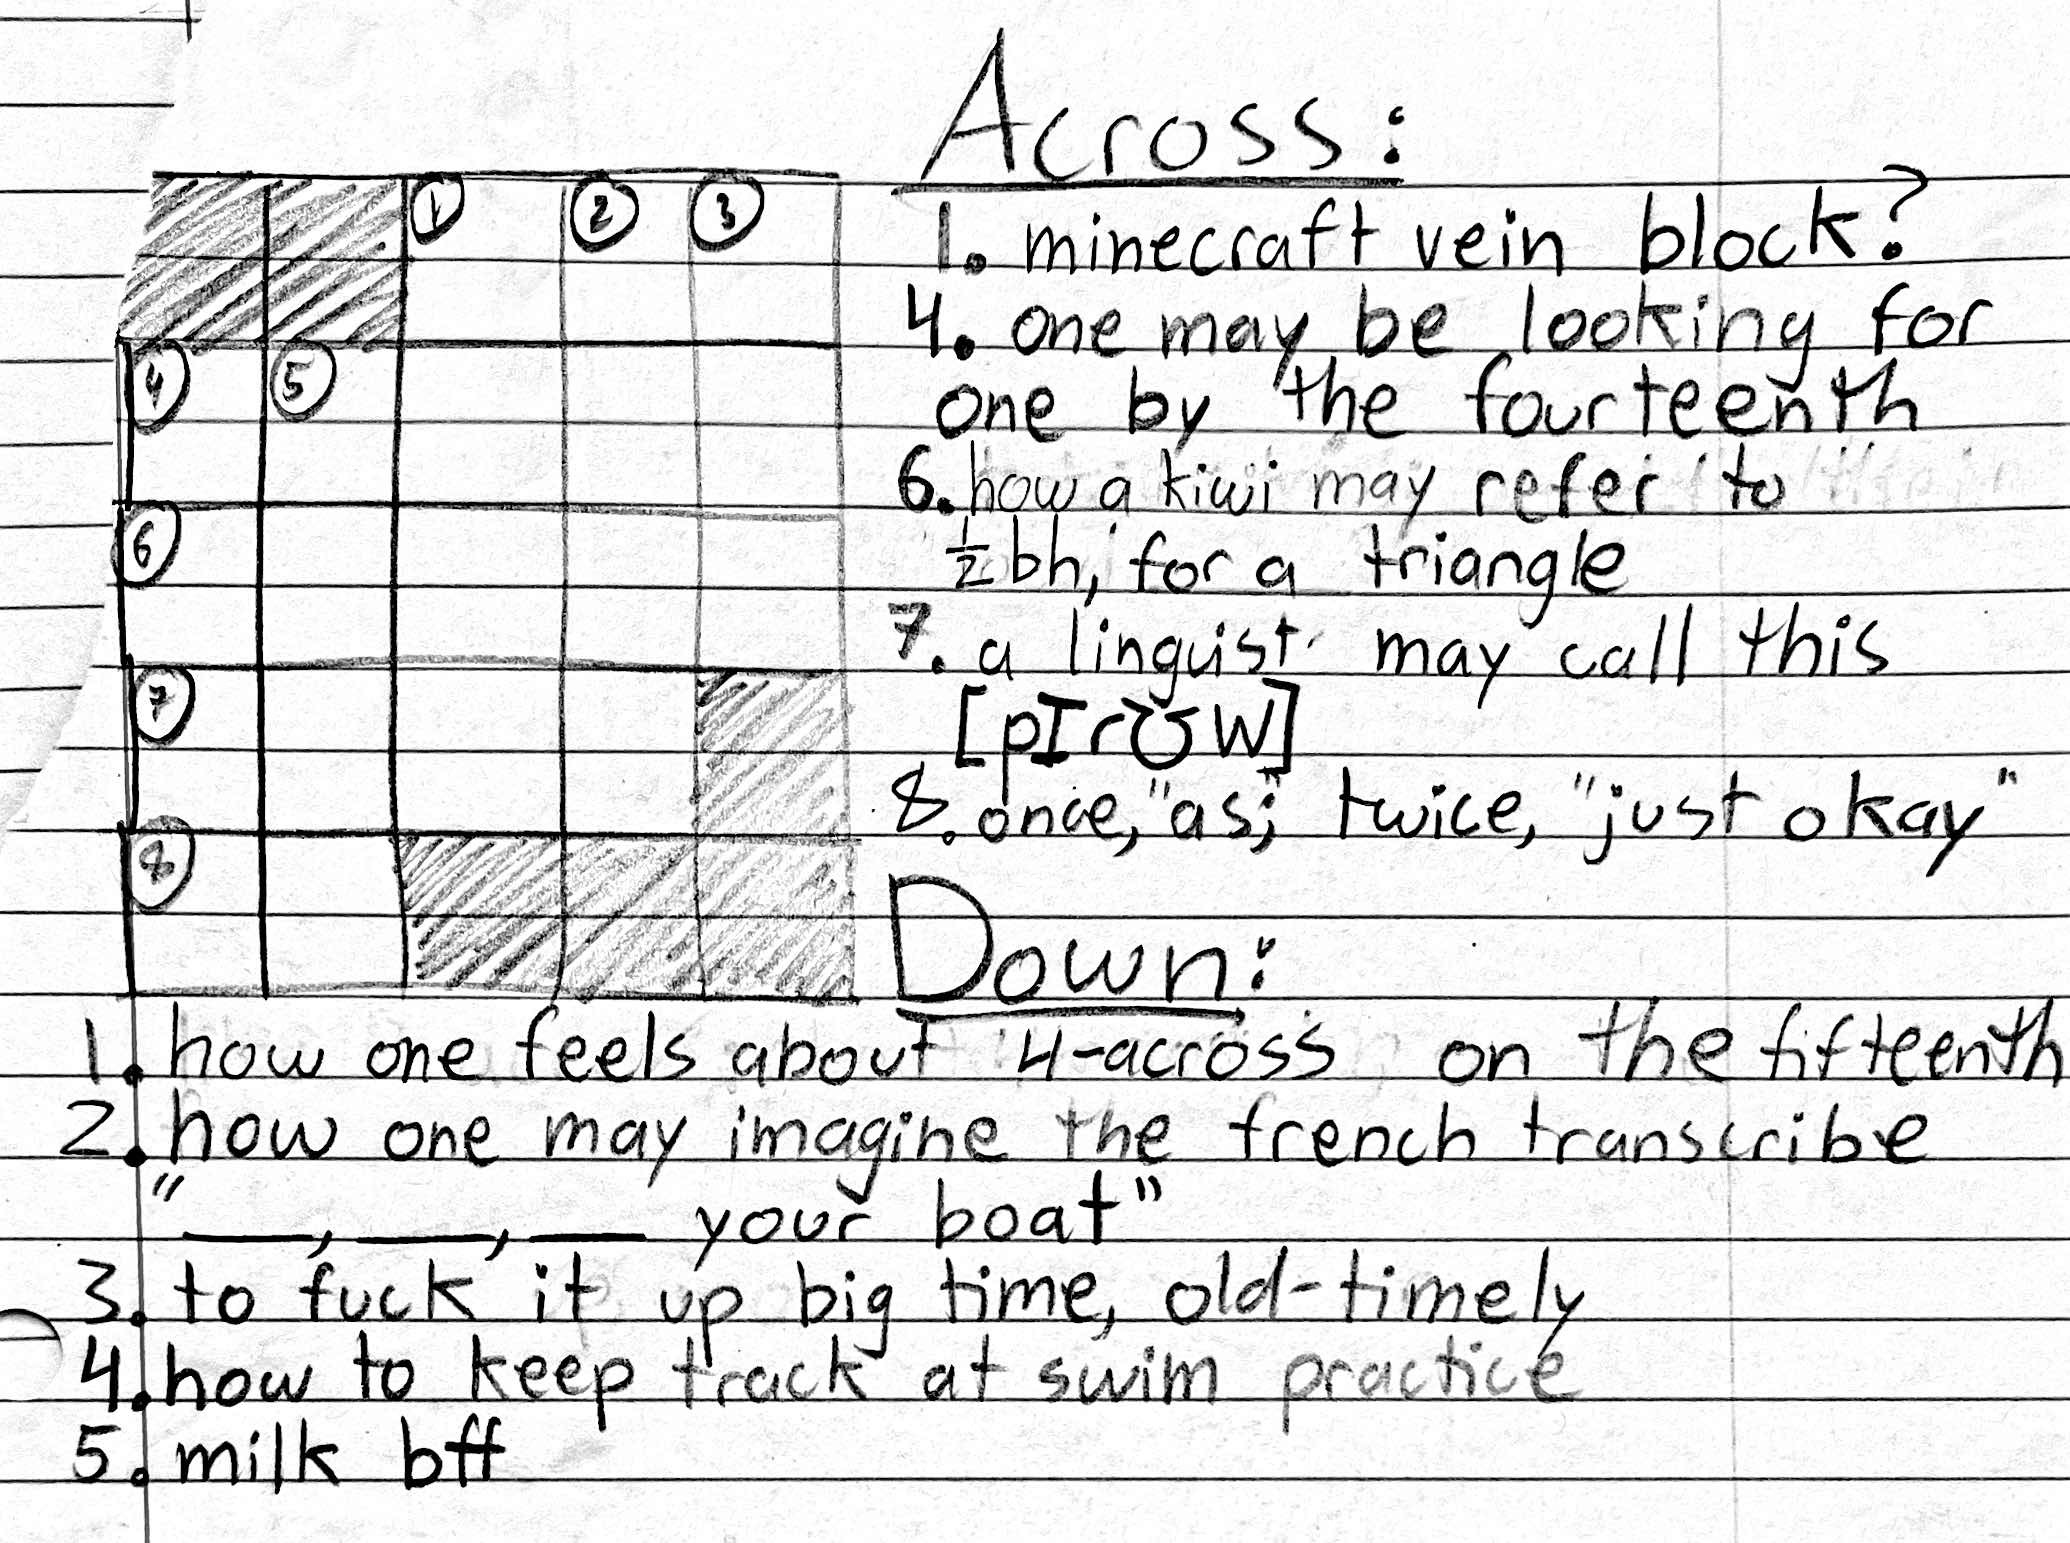 Across:
① ② ③
1. minecraft vein block?
4. one may be looking for
④ ⑤
one by the fourteenth
6. how a kiwi may refer to
⑥
½bh, for a triangle
7. a linguist may call this
⑦
[pɪrʊw]
8. once, "as"; twice, "just okay"
⑧
Down:
1. how one feels about 4-across on the fifteenth
2. how one may imagine the french transcribe
"___, ___, ___ your boat"
3. to fuck it up big time, old-timely
4. how to keep track at swim practice
5. milk bff